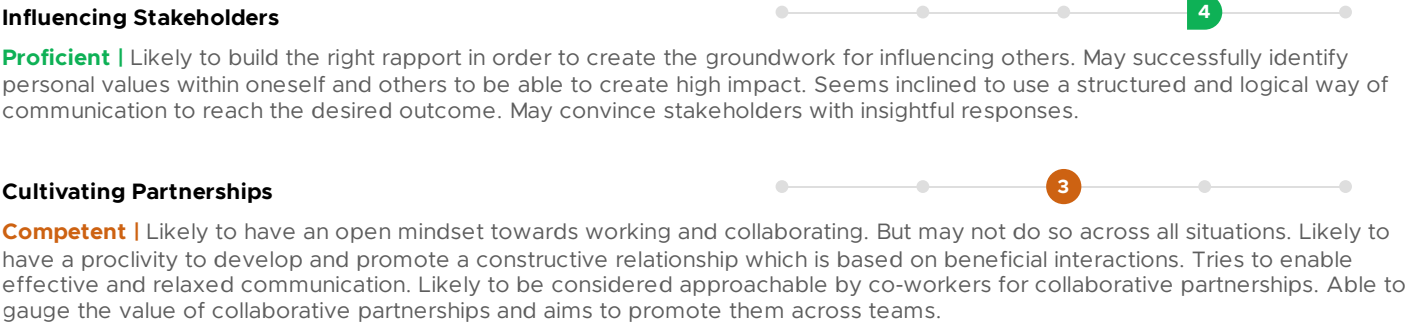 Influencing Stakeholders
4
Proficient | Likely to build the right rapport in order to create the groundwork for influencing others. May successfully identify
personal values within oneself and others to be able to create high impact. Seems inclined to use a structured and logical way of
communication to reach the desired outcome. May convince stakeholders with insightful responses.
Cultivating Partnerships
3
Competent | Likely to have an open mindset towards working and collaborating. But may not do so across all situations. Likely to
have a proclivity to develop and promote a constructive relationship which is based on beneficial interactions. Tries to enable
effective and relaxed communication. Likely to be considered approachable by co-workers for collaborative partnerships. Able to
gauge the value of collaborative partnerships and aims to promote them across teams.